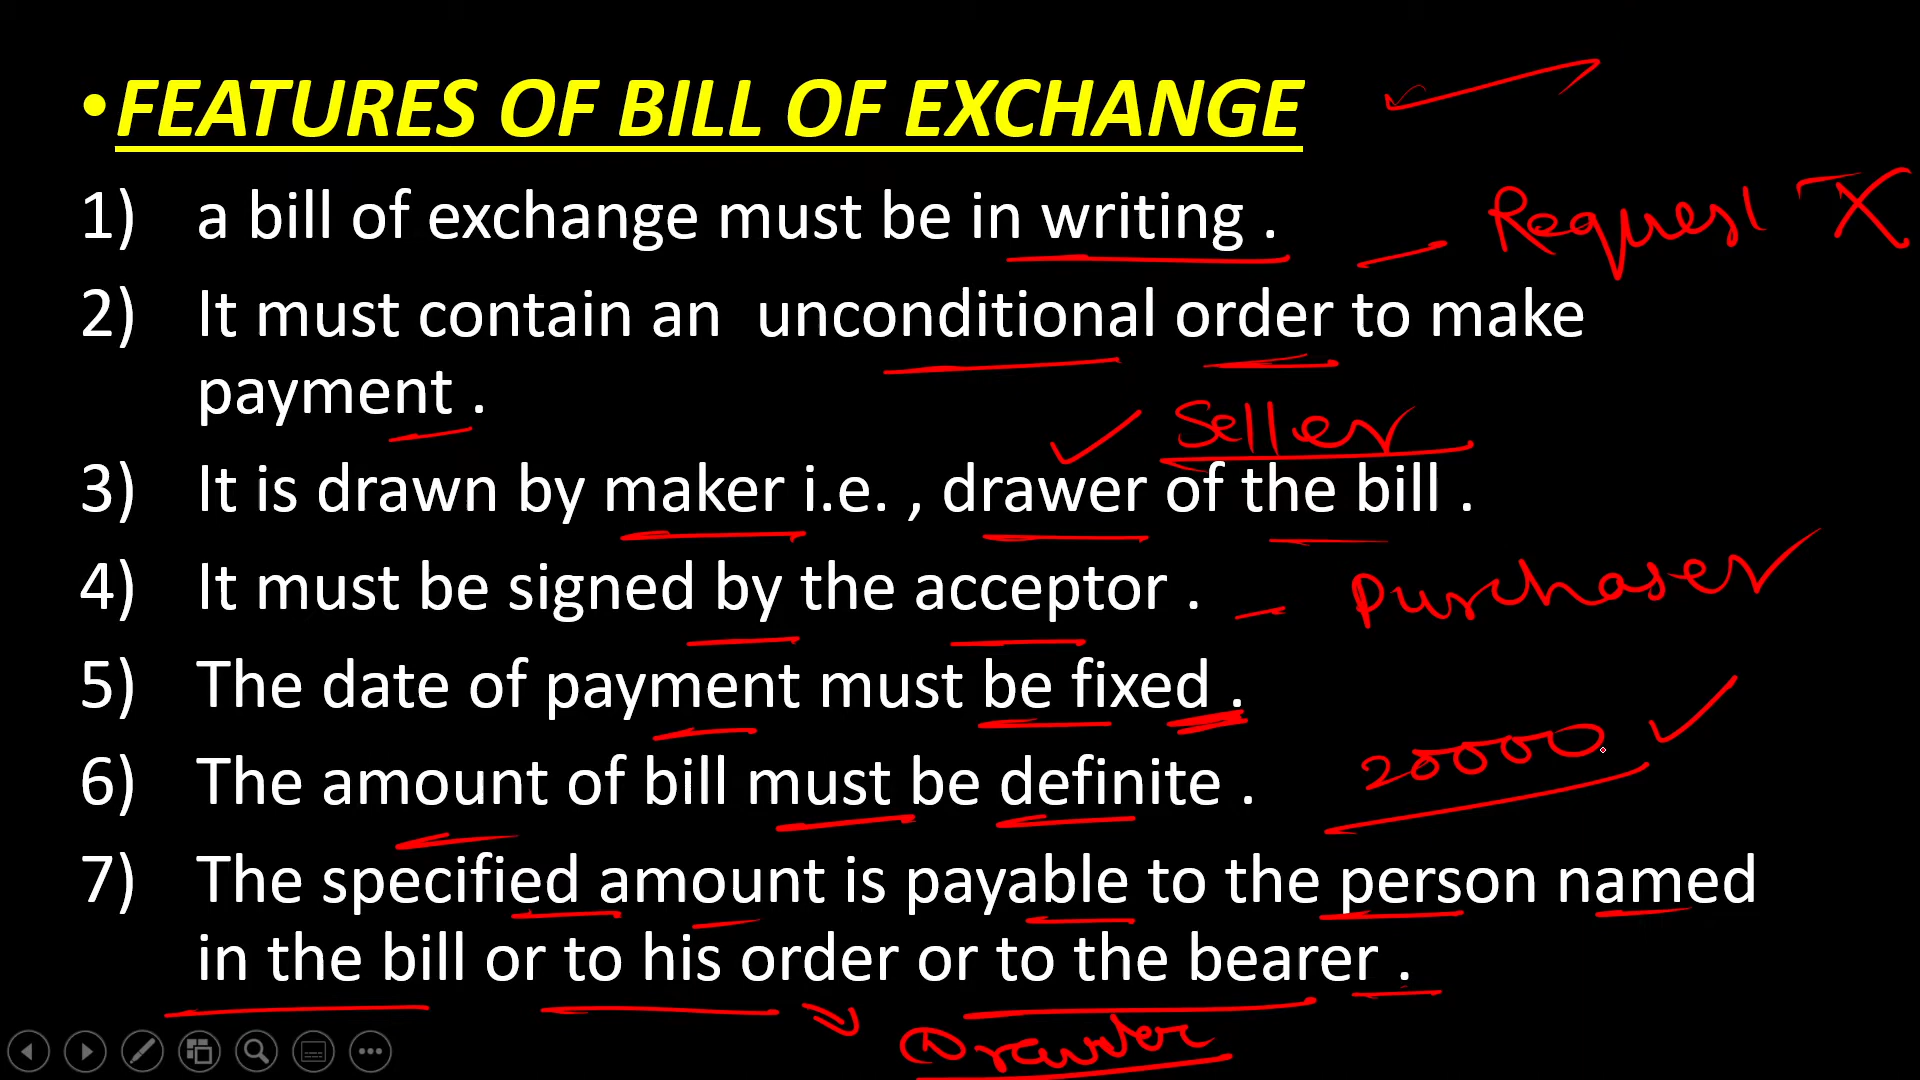 •FEATURES OF BILL OF EXCHANGE
1) a bill of exchange must be in writing .
Request X
2) It must contain an unconditional order to make
payment .
Seller
3) It is drawn by maker i.e. , drawer of the bill .
4) It must be signed by the acceptor .
- Purchaser
5) The date of payment must be fixed .
6) The amount of bill must be definite .
20000
7) The specified amount is payable to the person named
in the bill or to his order or to the bearer .
Drawer